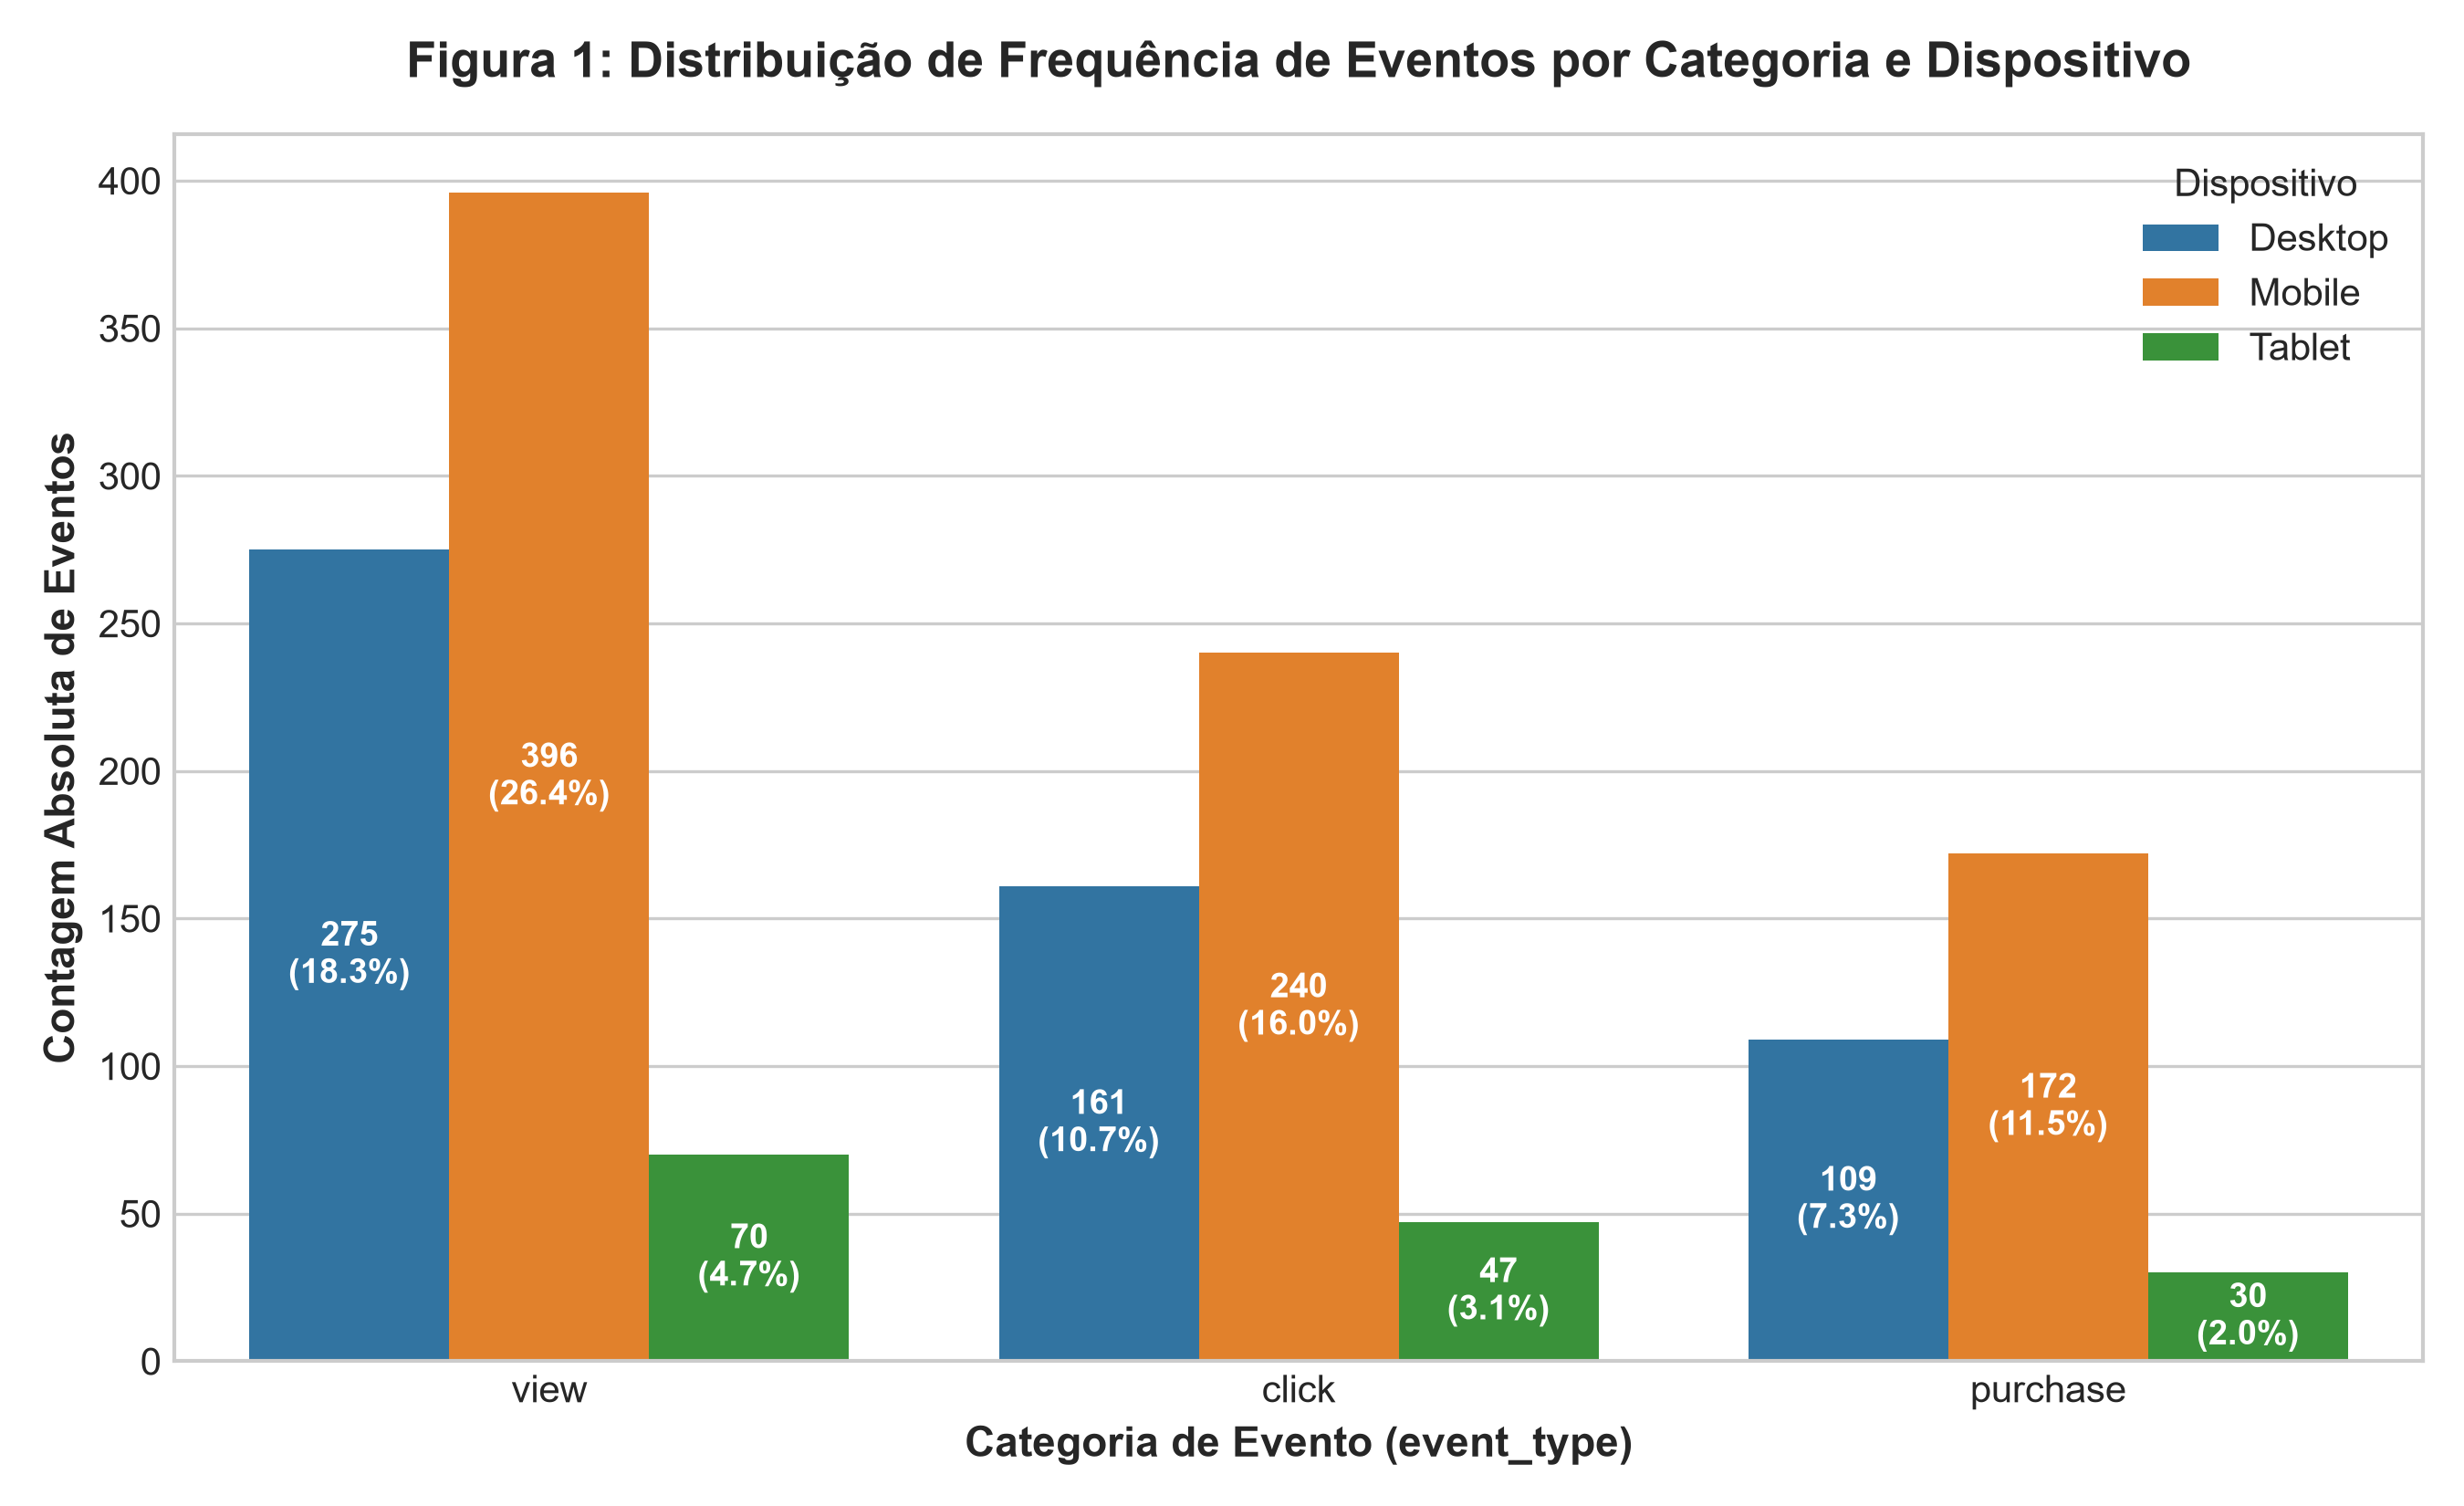 Figura 1: Distribuição de Frequência de Eventos por Categoria e Dispositivo
Contagem Absoluta de Eventos
400
350
300
250
200
150
100
50
0
Dispositivo
Desktop
Mobile
Tablet
275
(18.3%)
396
(26.4%)
70
(4.7%)
161
(10.7%)
240
(16.0%)
47
(3.1%)
109
(7.3%)
172
(11.5%)
30
(2.0%)
view
click
purchase
Categoria de Evento (event_type)